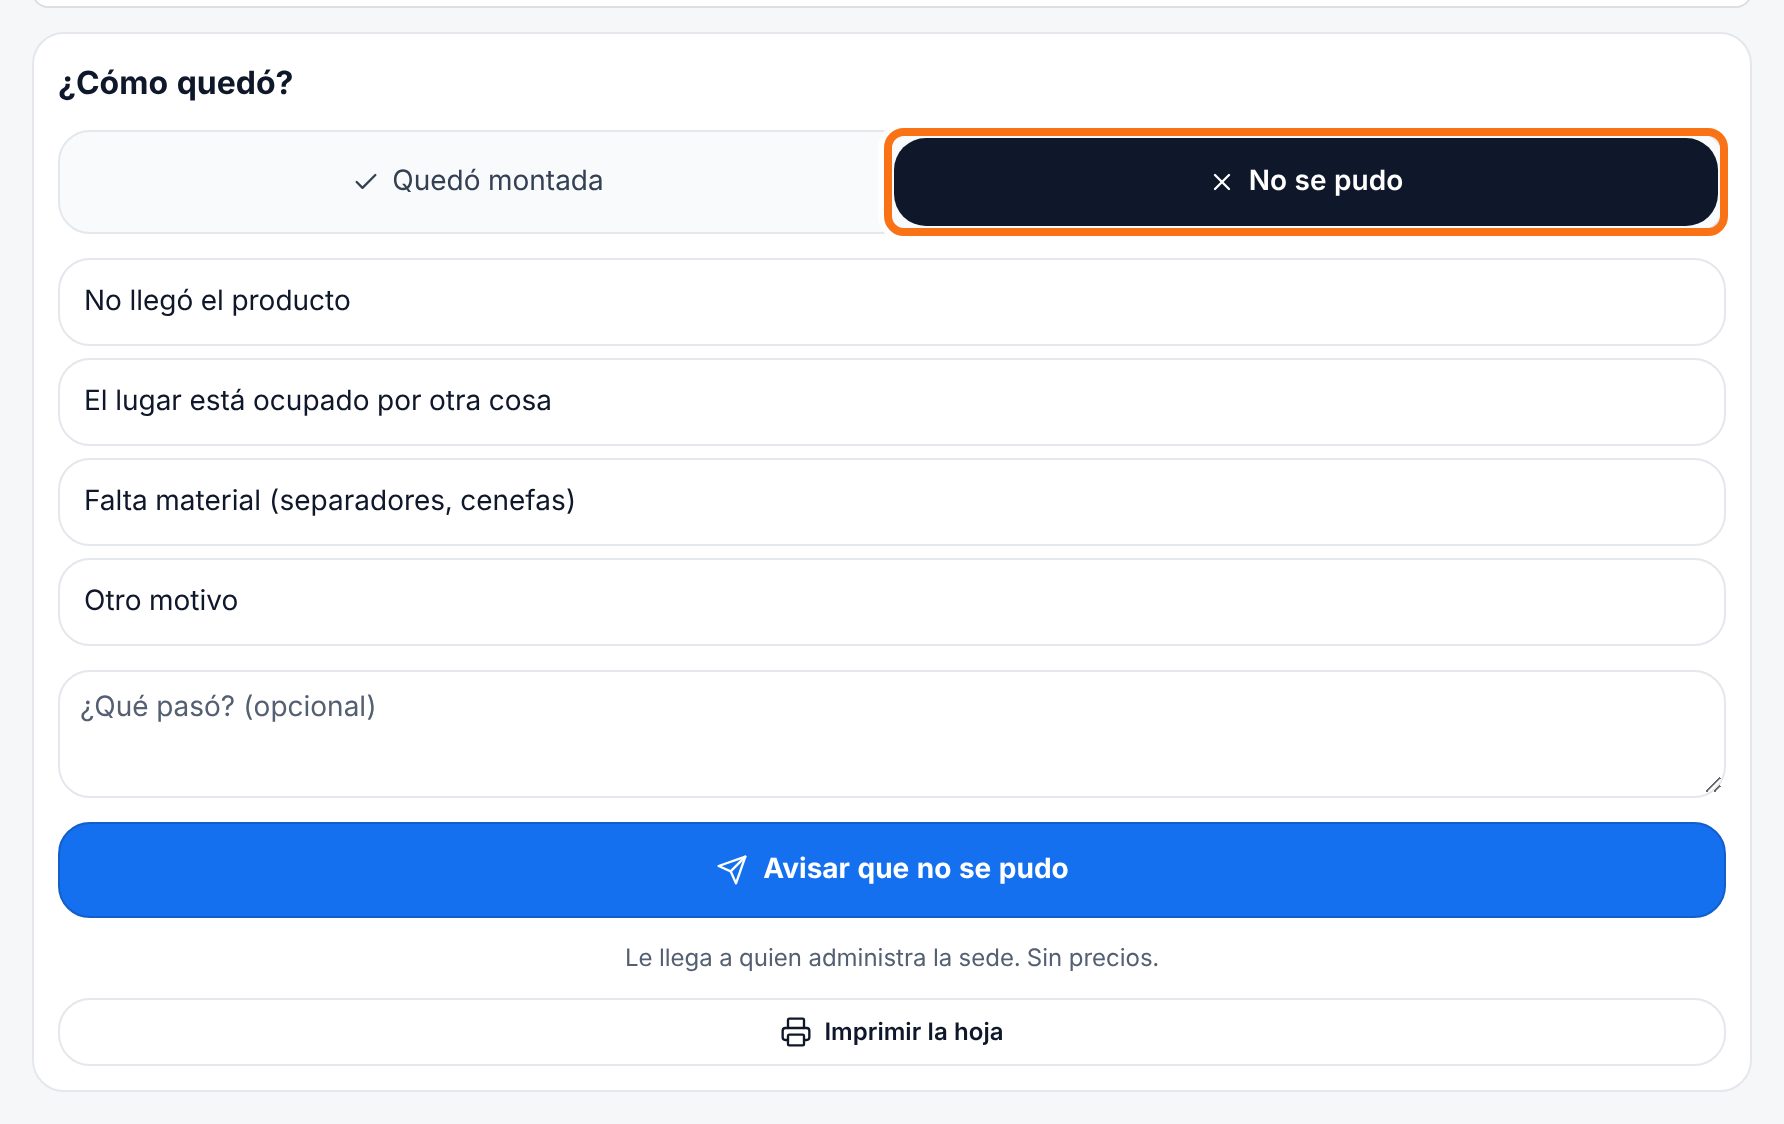 ¿Cómo quedó?
Quedó montada
No se pudo
No llegó el producto
El lugar está ocupado por otra cosa
Falta material (separadores, cenefas)
Otro motivo
¿Qué pasó? (opcional)
Avisar que no se pudo
Le llega a quien administra la sede. Sin precios.
Imprimir la hoja